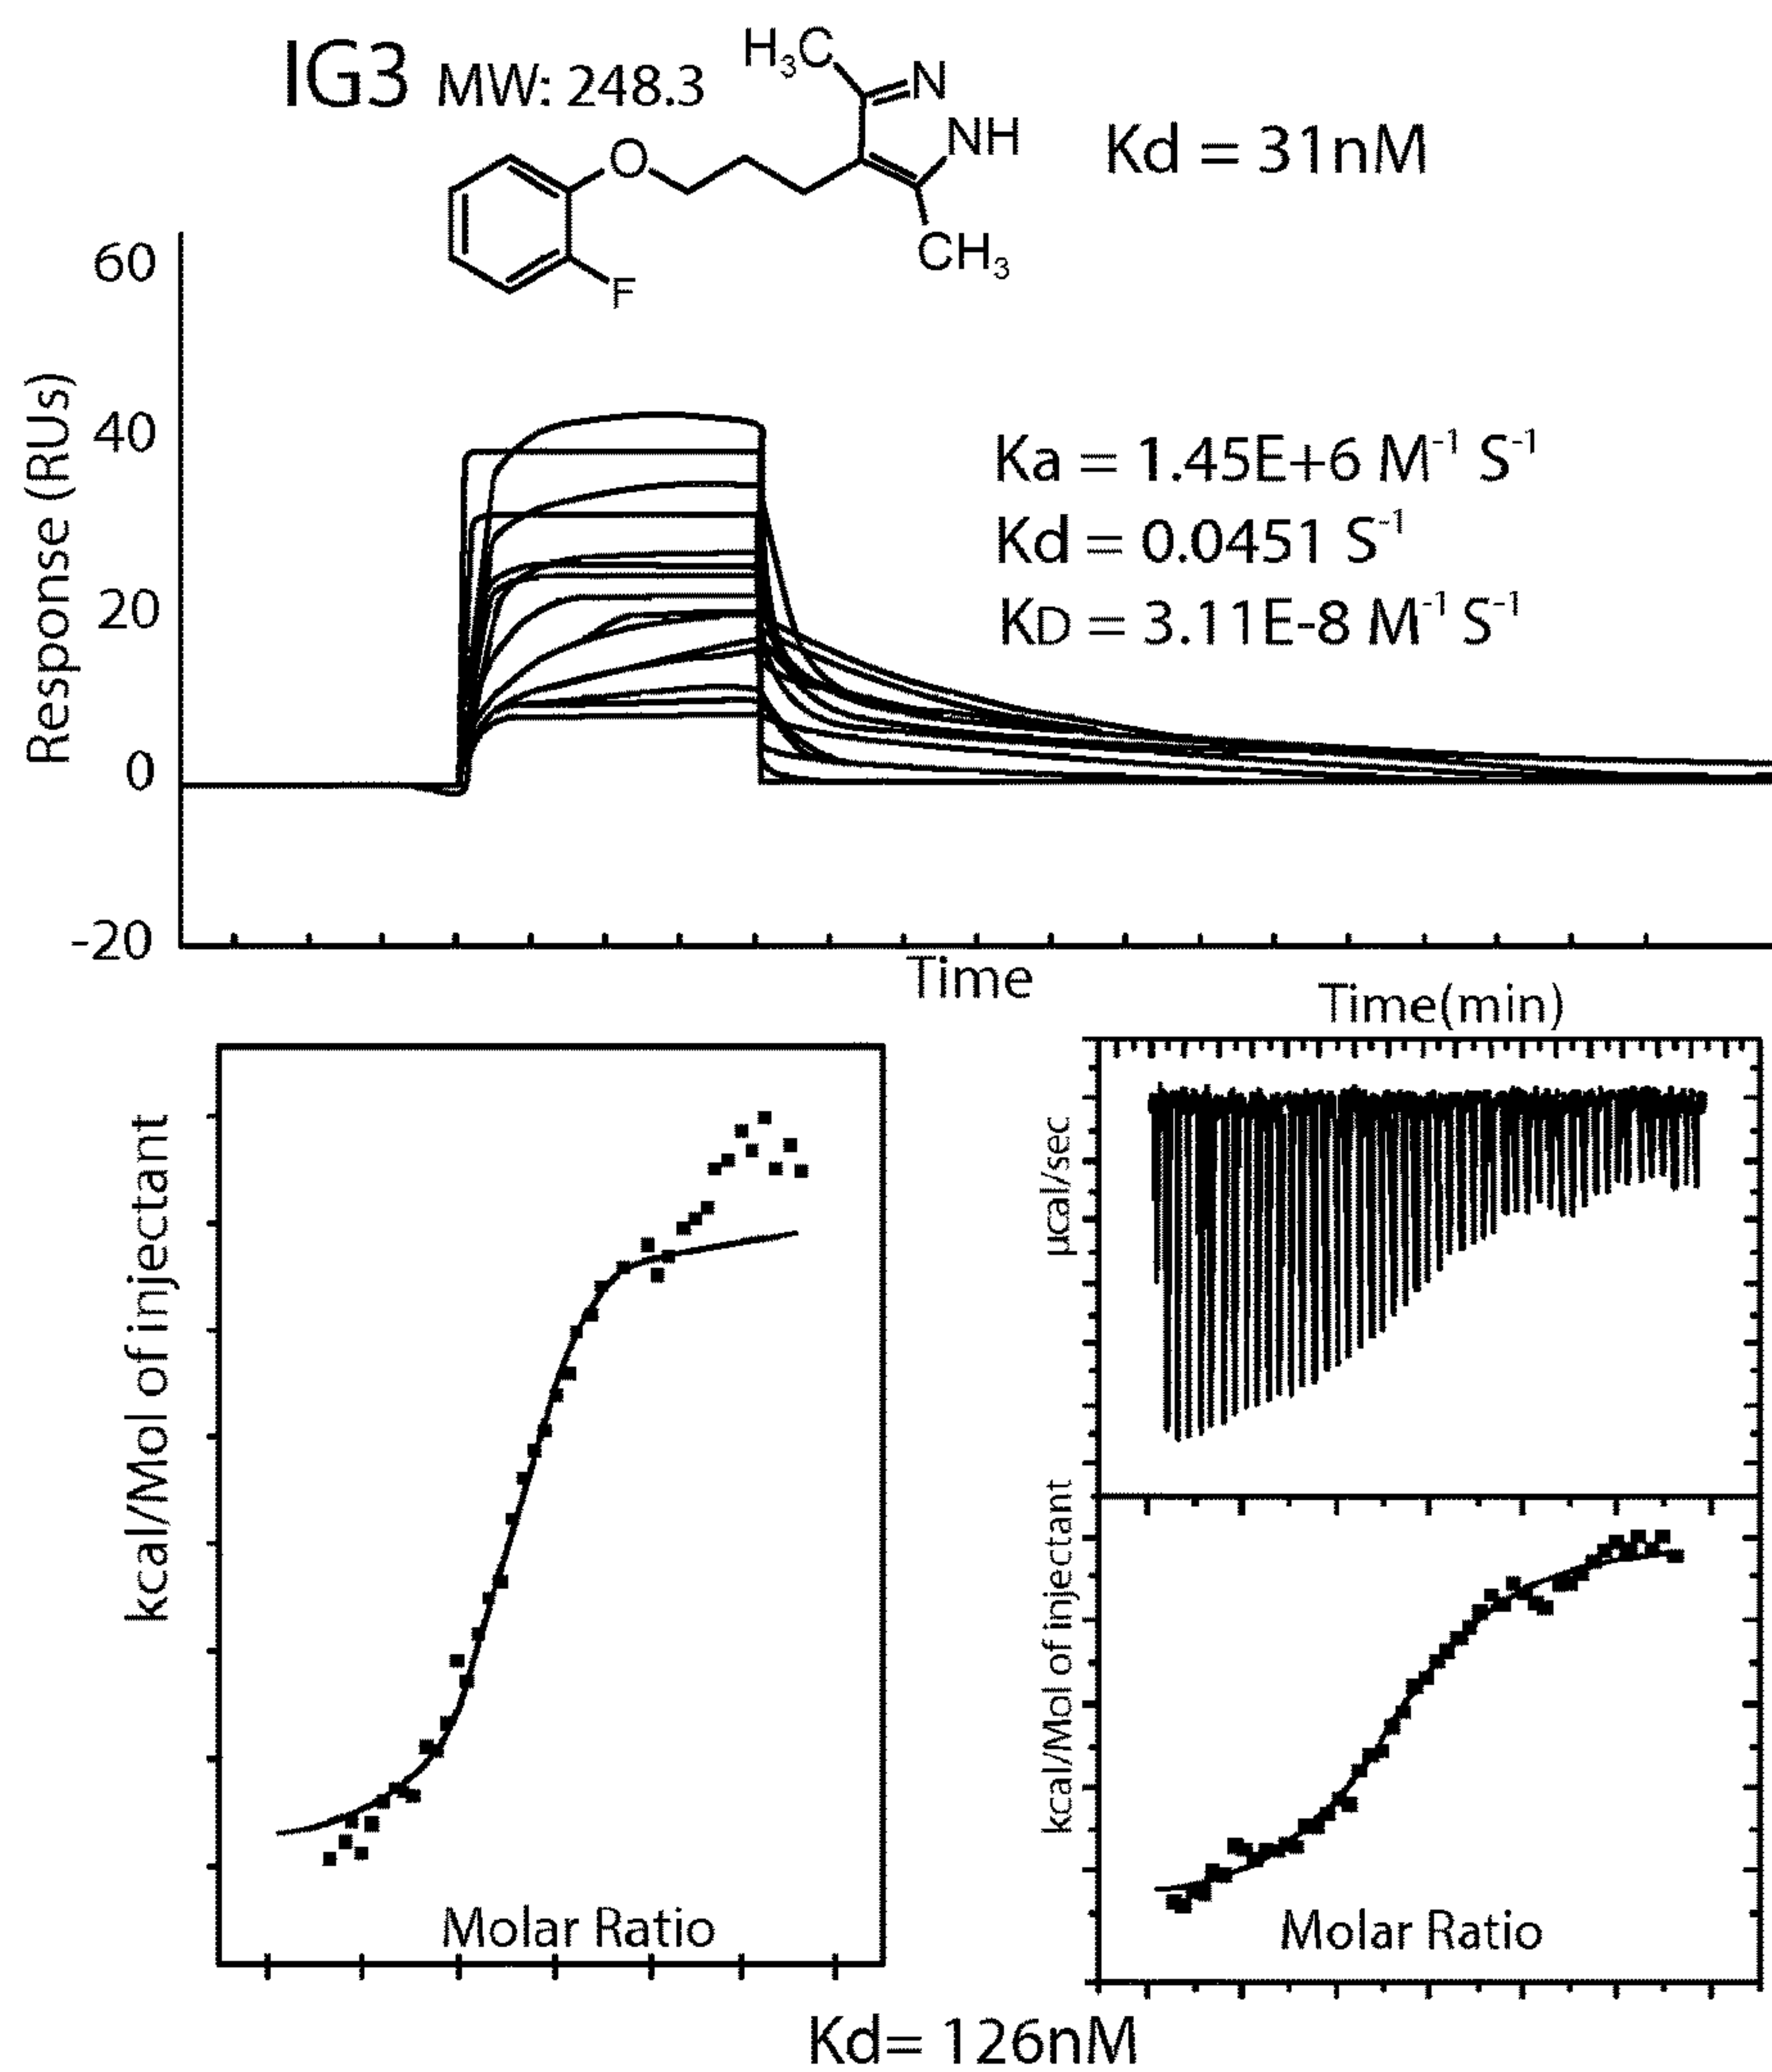 IG3 MW: 248.3
H₃C
N
NH
O
CH₃
F
Kd = 31nM
60
40
20
0
-20
Response (RUs)
Ka = 1.45E+6 M⁻¹ S⁻¹
Kd = 0.0451 S⁻¹
KD = 3.11E-8 M⁻¹ S⁻¹
Time
kcal/Mol of injectant
Molar Ratio
Time(min)
µcal/sec
kcal/Mol of injectant
Molar Ratio
Kd= 126nM